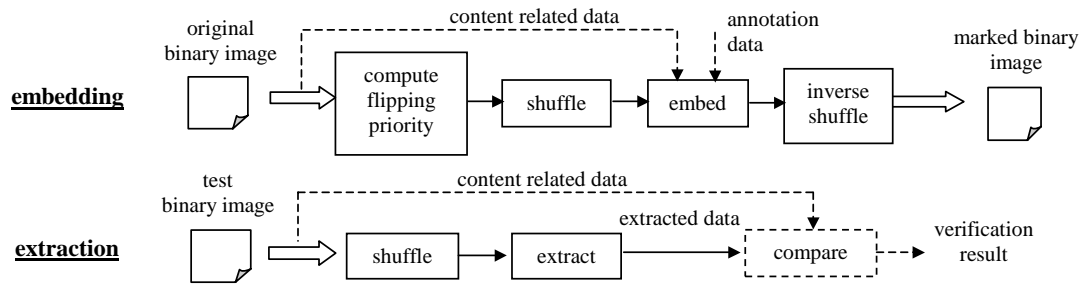 embedding
original
binary image
content related data
annotation
data
compute
flipping
priority
shuffle
embed
inverse
shuffle
marked binary
image
extraction
test
binary image
content related data
shuffle
extract
extracted data
compare
verification
result